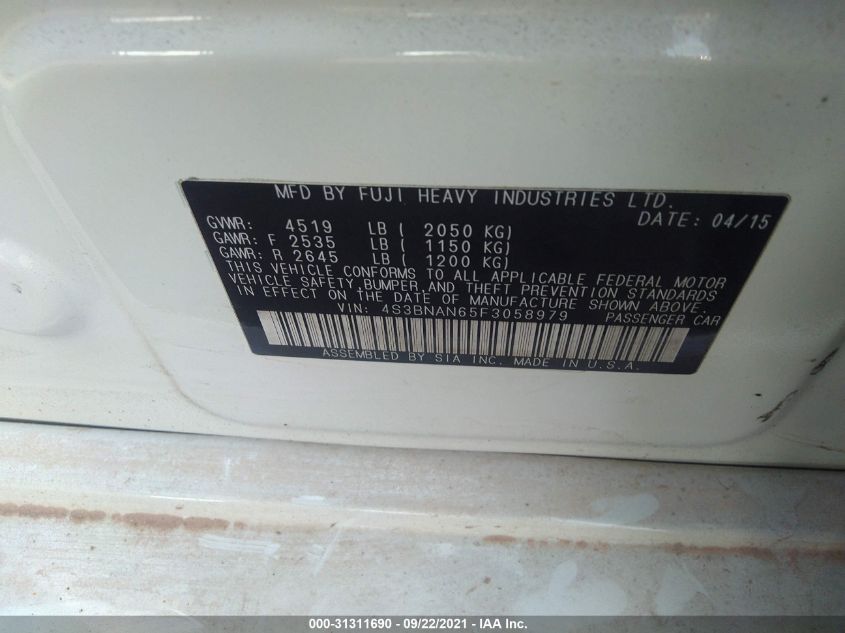 MFD BY FUJI HEAVY INDUSTRIES LTD.
DATE: 04/15
GVWR: 4519 LB ( 2050 KG)
GAWR: F 2535 LB ( 1150 KG)
GAWR: R 2645 LB ( 1200 KG)
THIS VEHICLE CONFORMS TO ALL APPLICABLE FEDERAL MOTOR
VEHICLE SAFETY, BUMPER, AND THEFT PREVENTION STANDARDS
IN EFFECT ON THE DATE OF MANUFACTURE SHOWN ABOVE.
VIN: 4S3BNAN65F3058979 PASSENGER CAR
ASSEMBLED BY SIA INC. MADE IN U.S.A.
000-31311690 - 09/22/2021 - IAA Inc.